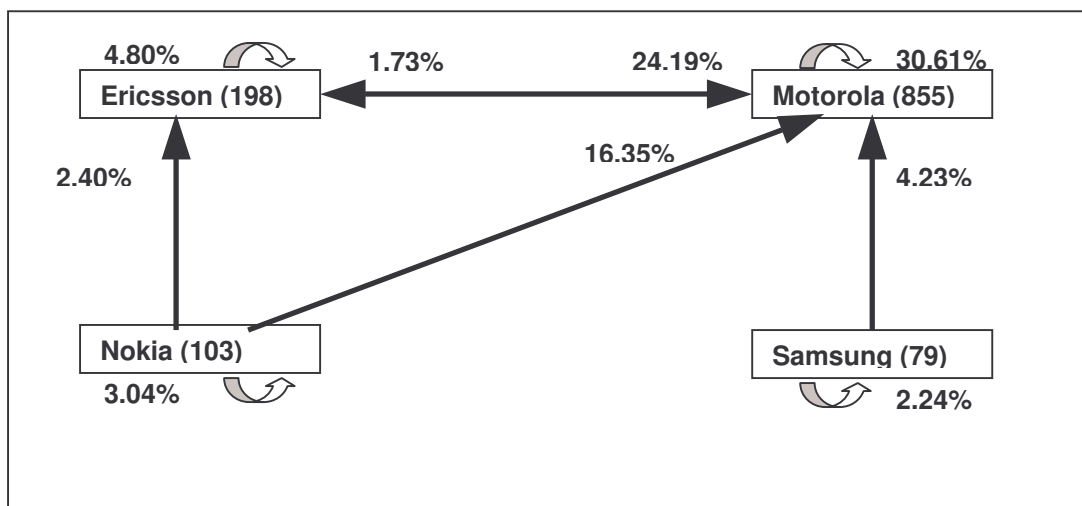 4.80%
1.73%
24.19%
30.61%
Ericsson (198)
Motorola (855)
16.35%
2.40%
4.23%
Nokia (103)
Samsung (79)
3.04%
2.24%